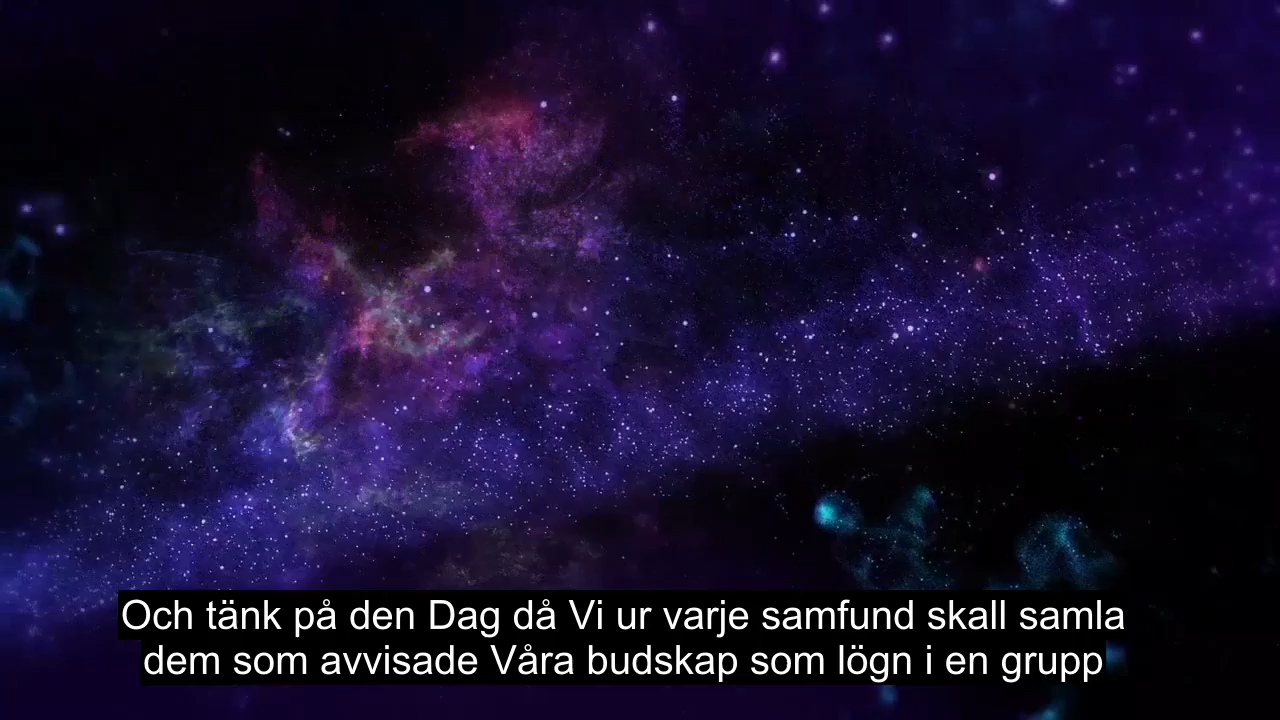 Och tänk på den Dag då Vi ur varje samfund skall samla
dem som avvisade Våra budskap som lögn i en grupp